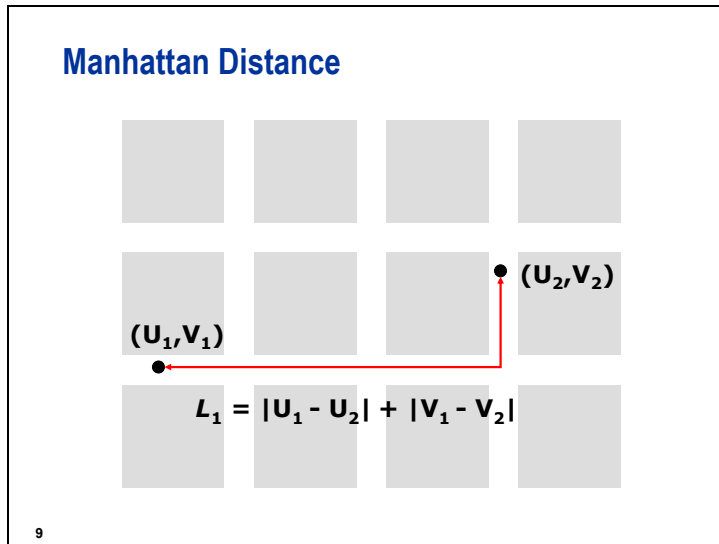 Manhattan Distance
(U₂,V₂)
(U₁,V₁)
L₁ = |U₁ - U₂| + |V₁ - V₂|
9